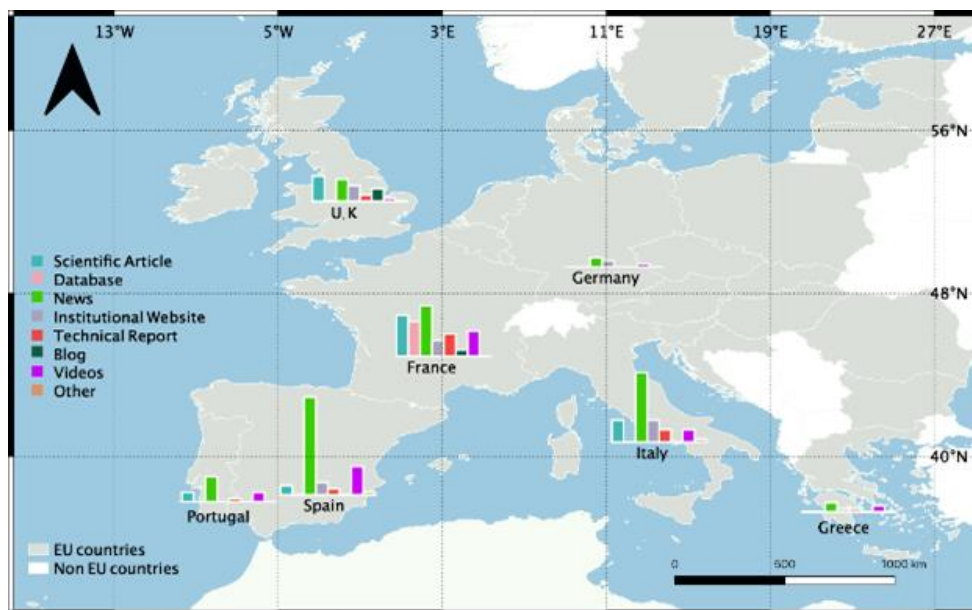 13°W 5°W 3°E 11°E 19°E 27°E
56°N
U.K
Scientific Article
Database
News
Institutional Website
Technical Report
Blog
Videos
Other
Germany
48°N
France
40°N
Italy
Portugal
Spain
Greece
EU countries
Non EU countries
0 500 1000 km